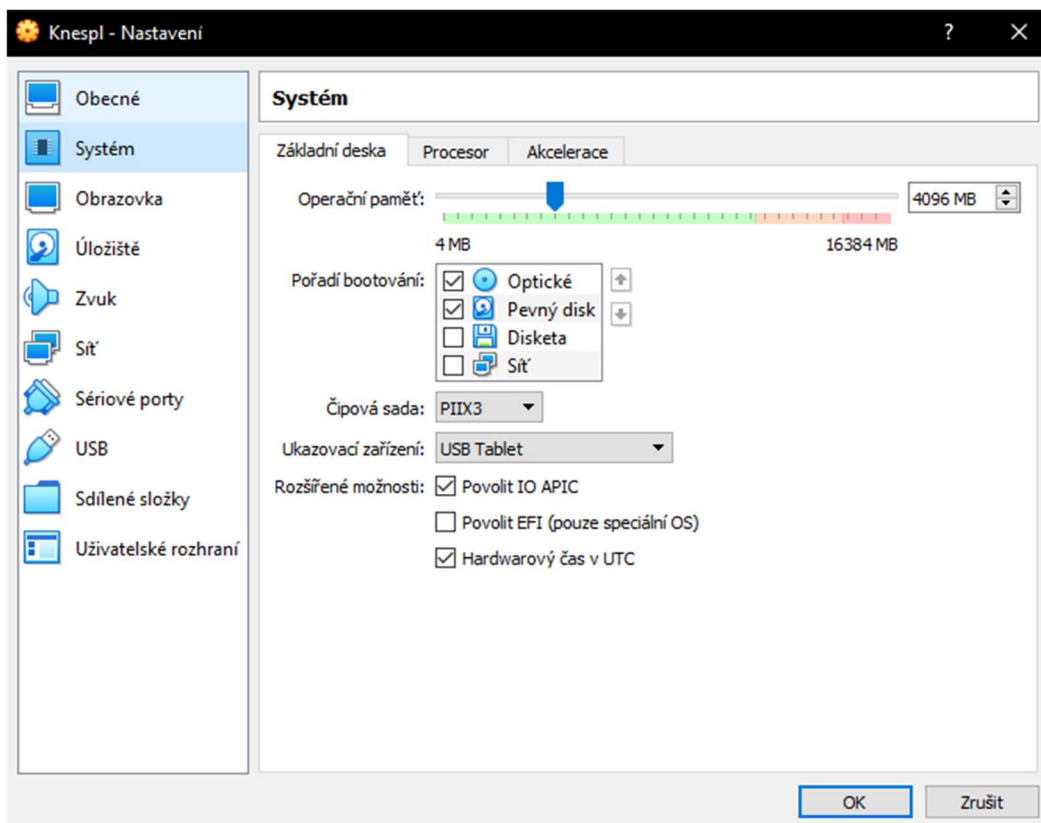 Knespl - Nastavení
Obecné
Systém
Obrazovka
Úložiště
Zvuk
Síť
Sériové porty
USB
Sdílené složky
Uživatelské rozhraní
Systém
Základní deska Procesor Akcelerace
Operační paměť: 4096 MB
4 MB 16384 MB
Pořadí bootování: Optické
Pevný disk
Disketa
Síť
Čipová sada: PIIX3
Ukazovací zařízení: USB Tablet
Rozšířené možnosti: Povolit IO APIC
Povolit EFI (pouze speciální OS)
Hardwarový čas v UTC
OK Zrušit